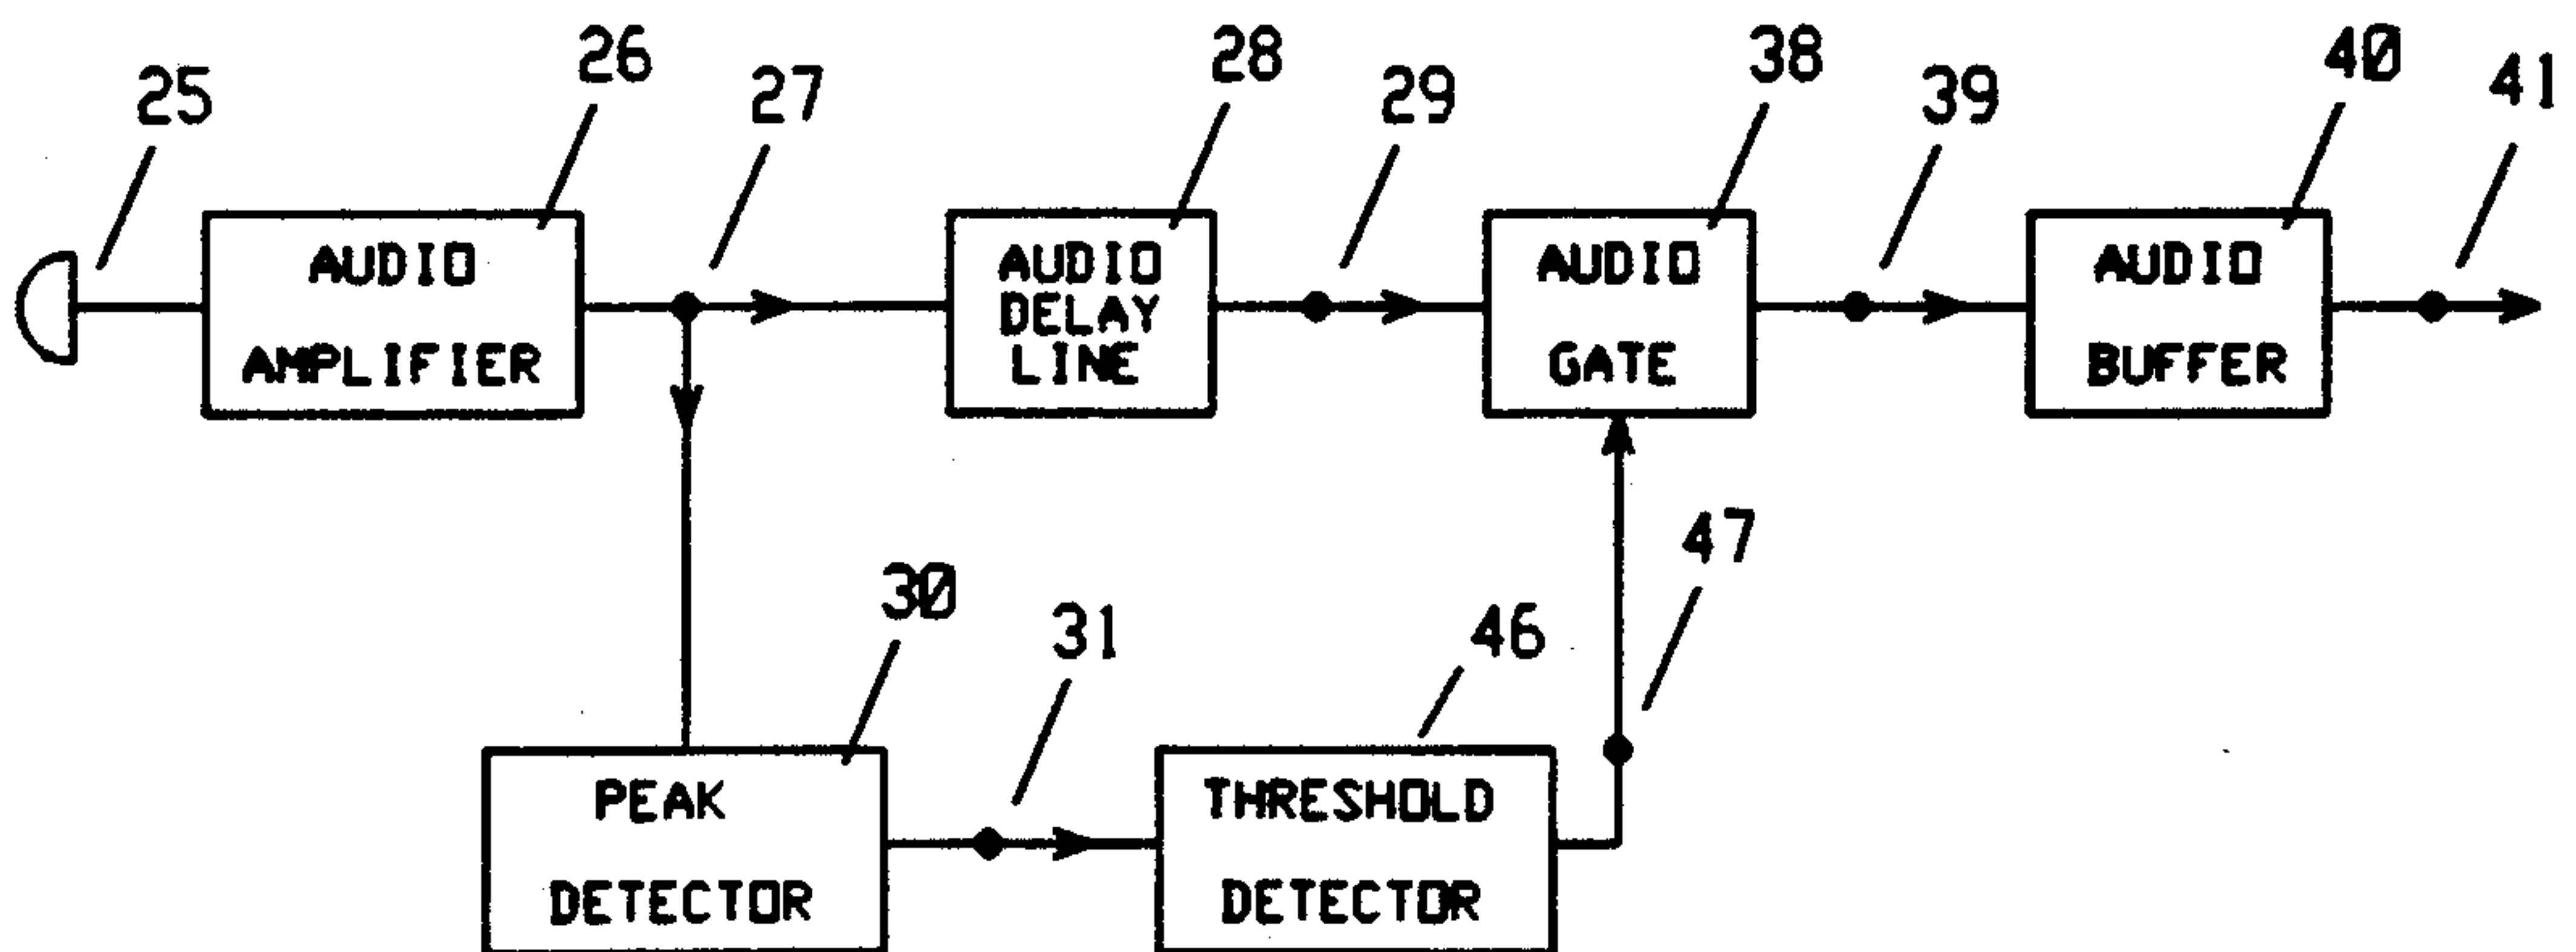 26
28
38
40
41
25
27
29
39
AUDIO
AMPLIFIER
AUDIO
DELAY
LINE
AUDIO
GATE
AUDIO
BUFFER
47
30
31
46
PEAK
DETECTOR
THRESHOLD
DETECTOR